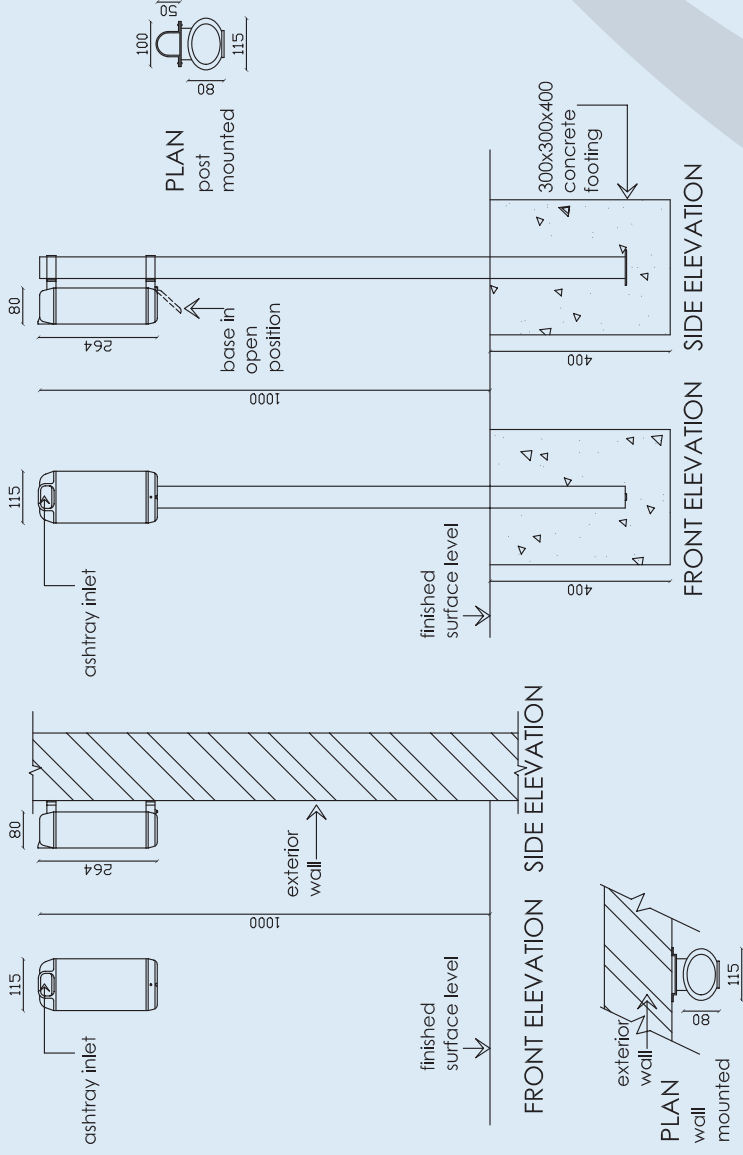 115
ashtray inlet
finished
surface level
FRONT ELEVATION
80
264
1000
exterior
wall
SIDE ELEVATION
exterior
wall
PLAN
wall
mounted
80
115
115
ashtray inlet
finished
surface level
400
FRONT ELEVATION
80
264
1000
base in
open
position
400
300x300x400
concrete
footing
SIDE ELEVATION
PLAN
post
mounted
100
50
80
115